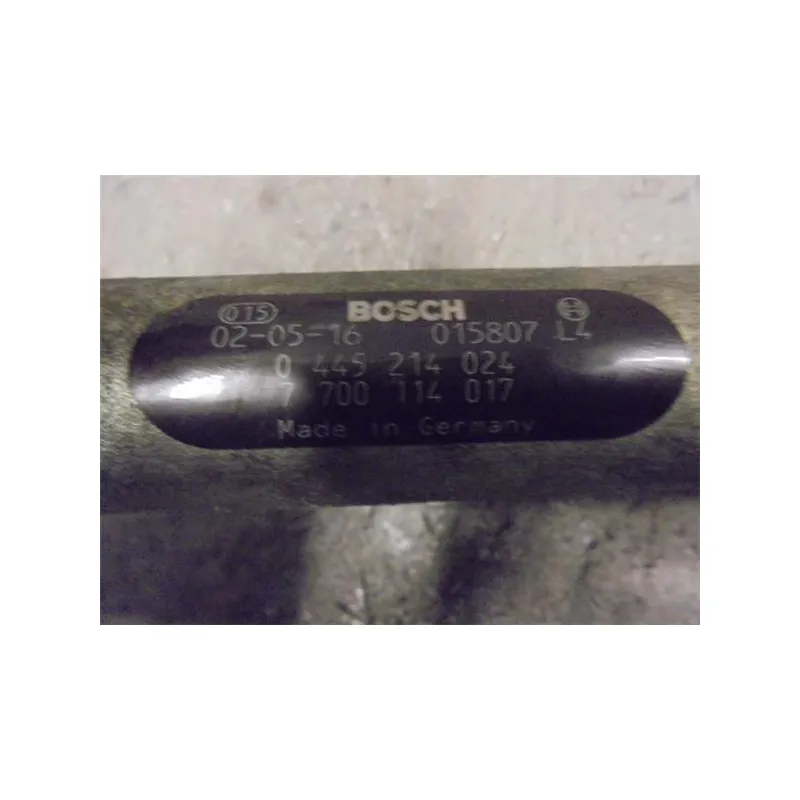 015 BOSCH
02-05-16 015807 L4
0 445 214 024
7 700 114 017
Made in Germany